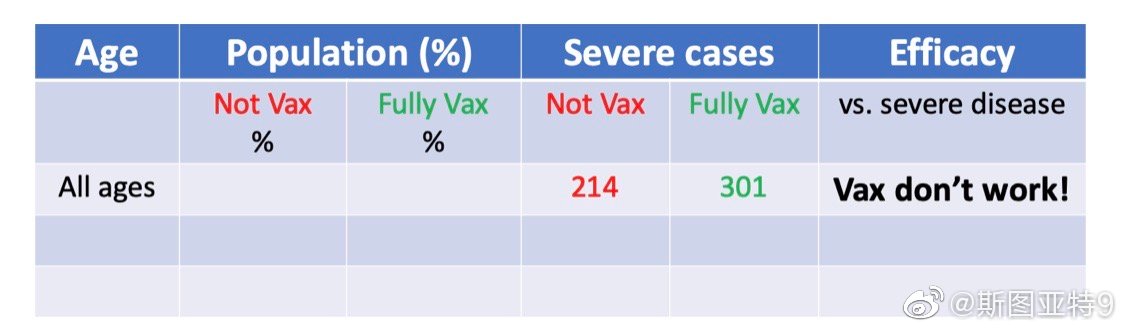 Age Population (%) Severe cases Efficacy
Not Vax Fully Vax Not Vax Fully Vax vs. severe disease
% %
All ages 214 301 Vax don’t work!
@斯图亚特9